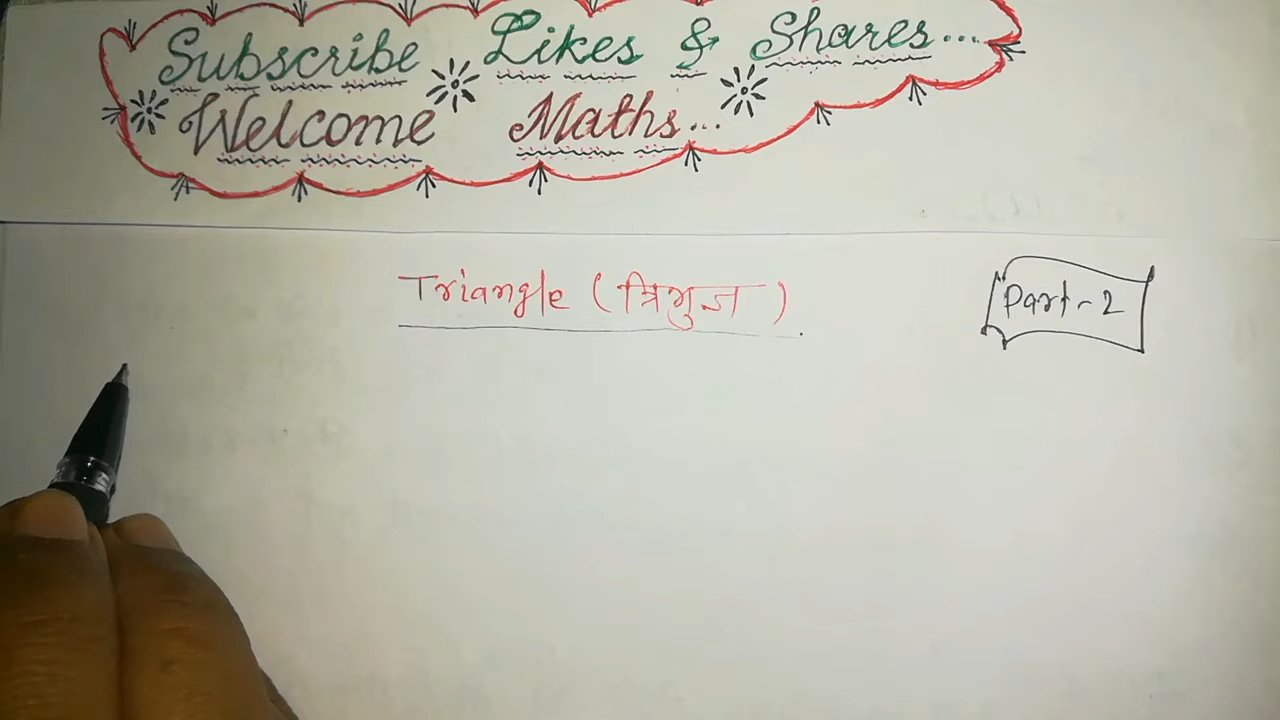 Subscribe Likes & Shares...
Welcome Maths...
Triangle (त्रिभुज)
Part-2